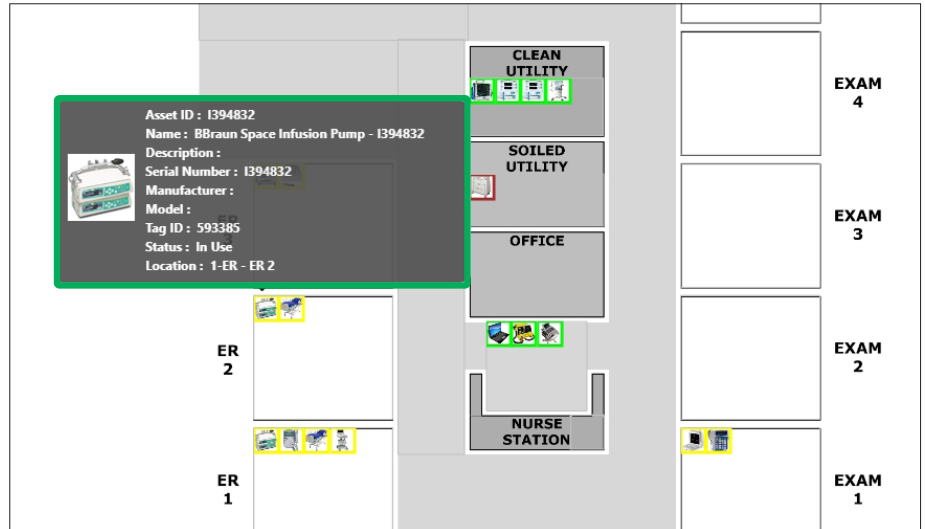 CLEAN
UTILITY
EXAM
4
Asset ID : I394832
Name : BBraun Space Infusion Pump - I394832
Description :
Serial Number : I394832
Manufacturer :
Model :
Tag ID : 593385
Status : In Use
Location : 1-ER - ER 2
SOILED
UTILITY
ER
3
EXAM
3
OFFICE
ER
2
EXAM
2
NURSE
STATION
ER
1
EXAM
1